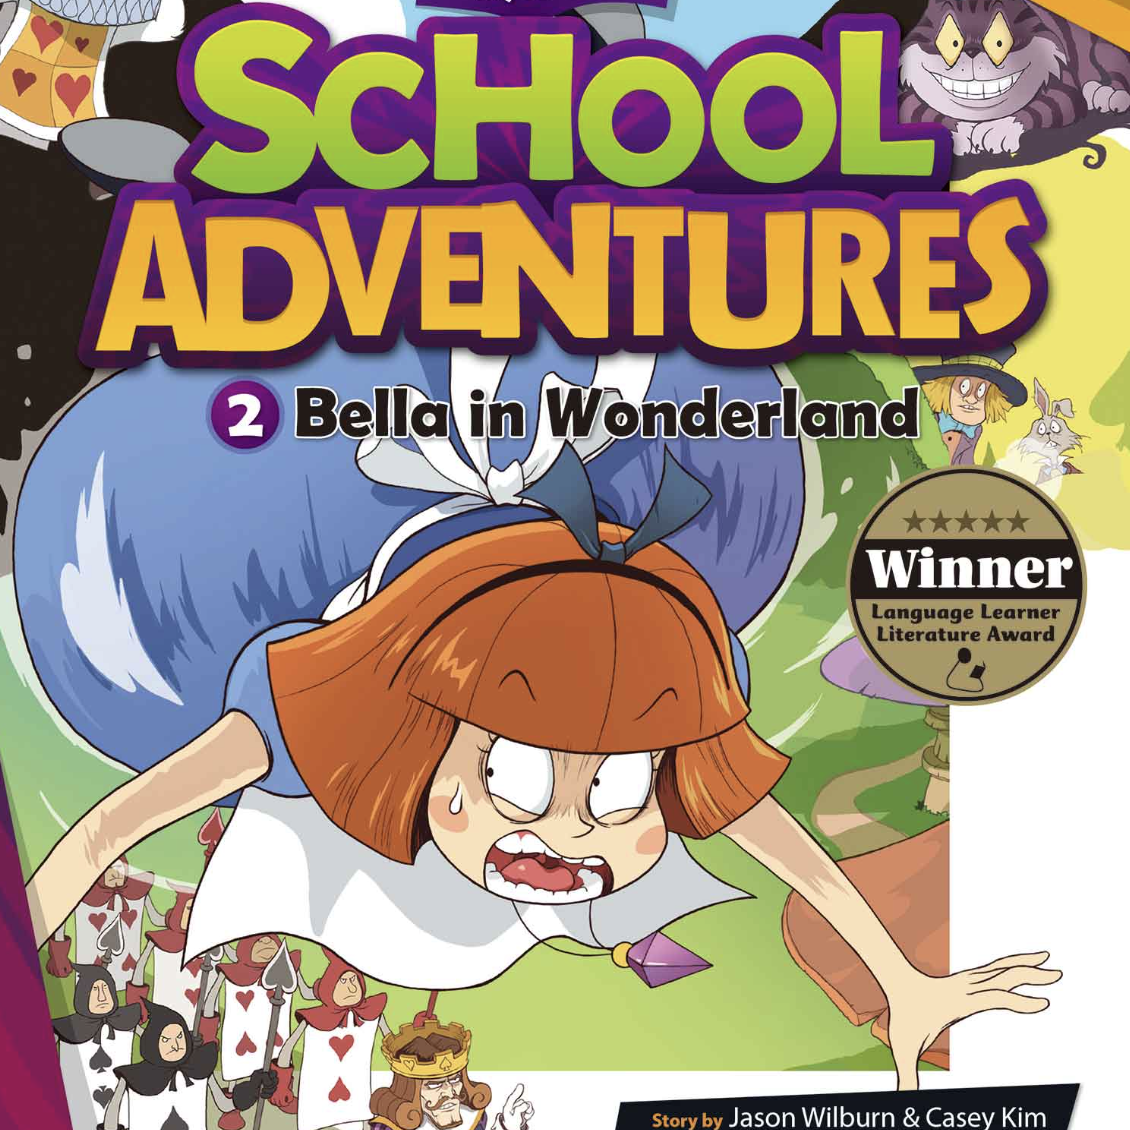 SCHOOL
ADVENTURES
2 Bella in Wonderland
Winner
Language Learner
Literature Award
Story by Jason Wilburn & Casey Kim